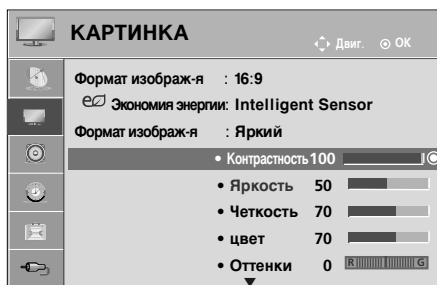 КАРТИНКА
Двиг. ОК
Формат изображ-я : 16:9
Экономия энергии: Intelligent Sensor
Формат изображ-я : Яркий
• Контрастность 100
• Яркость 50
• Четкость 70
• цвет 70
• Оттенки 0 R G